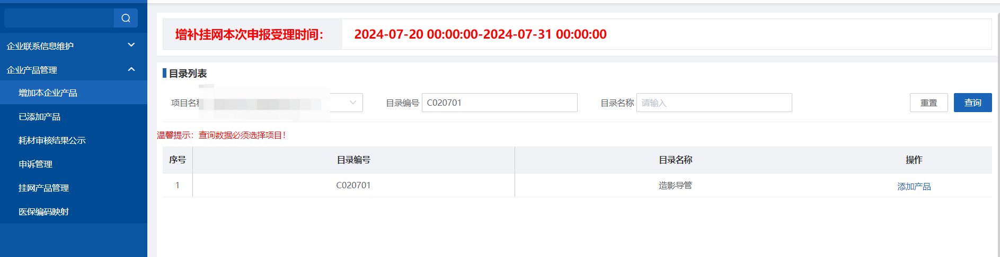 增补挂网本次申报受理时间： 2024-07-20 00:00:00-2024-07-31 00:00:00
企业联系信息维护
企业产品管理
增加本企业产品
已添加产品
耗材审核结果公示
申诉管理
挂网产品管理
医保编码映射
目录列表
项目名称 目录编号 C020701 目录名称 请输入 重置 查询
温馨提示：查询数据必须选择项目！
序号 目录编号 目录名称 操作
1 C020701 造影导管 添加产品